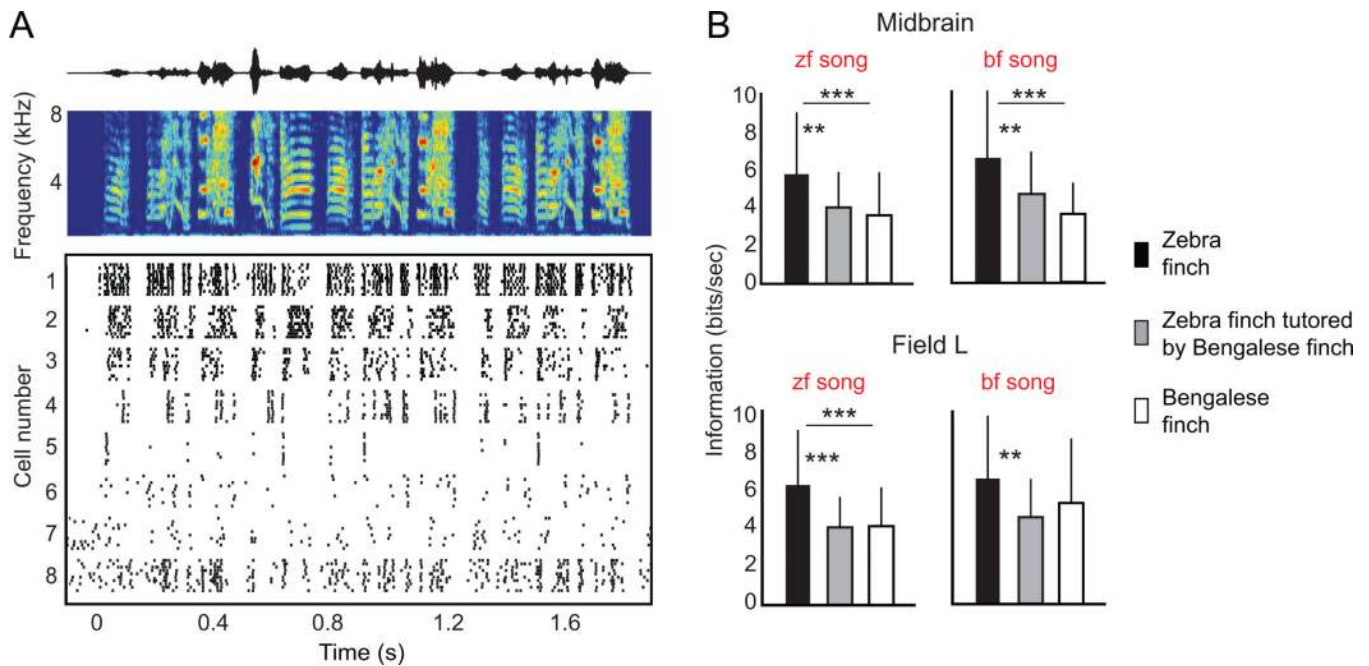 A
Frequency (kHz)
8
4
Cell number
1
2
3
4
5
6
7
8
0 0.4 0.8 1.2 1.6
Time (s)
B
Midbrain
zf song
bf song
Information (bits/sec)
10
8
6
4
2
0
***
**
***
**
Field L
zf song
bf song
10
8
6
4
2
0
***
***
**
Zebra
finch
Zebra finch tutored
by Bengalese finch
Bengalese
finch